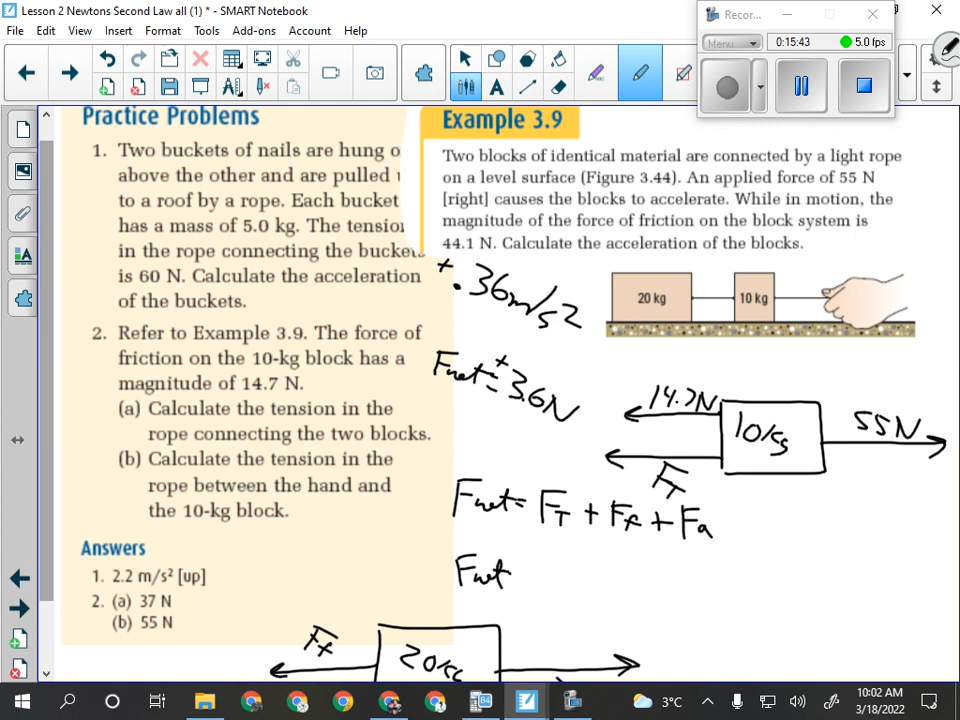 Lesson 2 Newtons Second Law all (1) * - SMART Notebook
Recor...
File Edit View Insert Format Tools Add-ons Account Help
Menu 0:15:43 5.0 fps
Practice Problems
1. Two buckets of nails are hung o
above the other and are pulled
to a roof by a rope. Each bucket
has a mass of 5.0 kg. The tensio
in the rope connecting the buckets
is 60 N. Calculate the acceleration
of the buckets.
2. Refer to Example 3.9. The force of
friction on the 10-kg block has a
magnitude of 14.7 N.
(a) Calculate the tension in the
rope connecting the two blocks.
(b) Calculate the tension in the
rope between the hand and
the 10-kg block.
Answers
1. 2.2 m/s² [up]
2. (a) 37 N
(b) 55 N
Example 3.9
Two blocks of identical material are connected by a light rope
on a level surface (Figure 3.44). An applied force of 55 N
[right] causes the blocks to accelerate. While in motion, the
magnitude of the force of friction on the block system is
44.1 N. Calculate the acceleration of the blocks.
20 kg
10 kg
+.36m/s2
Fnet = +3.6N
14.7N
10kg
55N
FT
Fnet = FT + Ff + Fa
Fnet
Ff
20kg
3°C
10:02 AM
3/18/2022